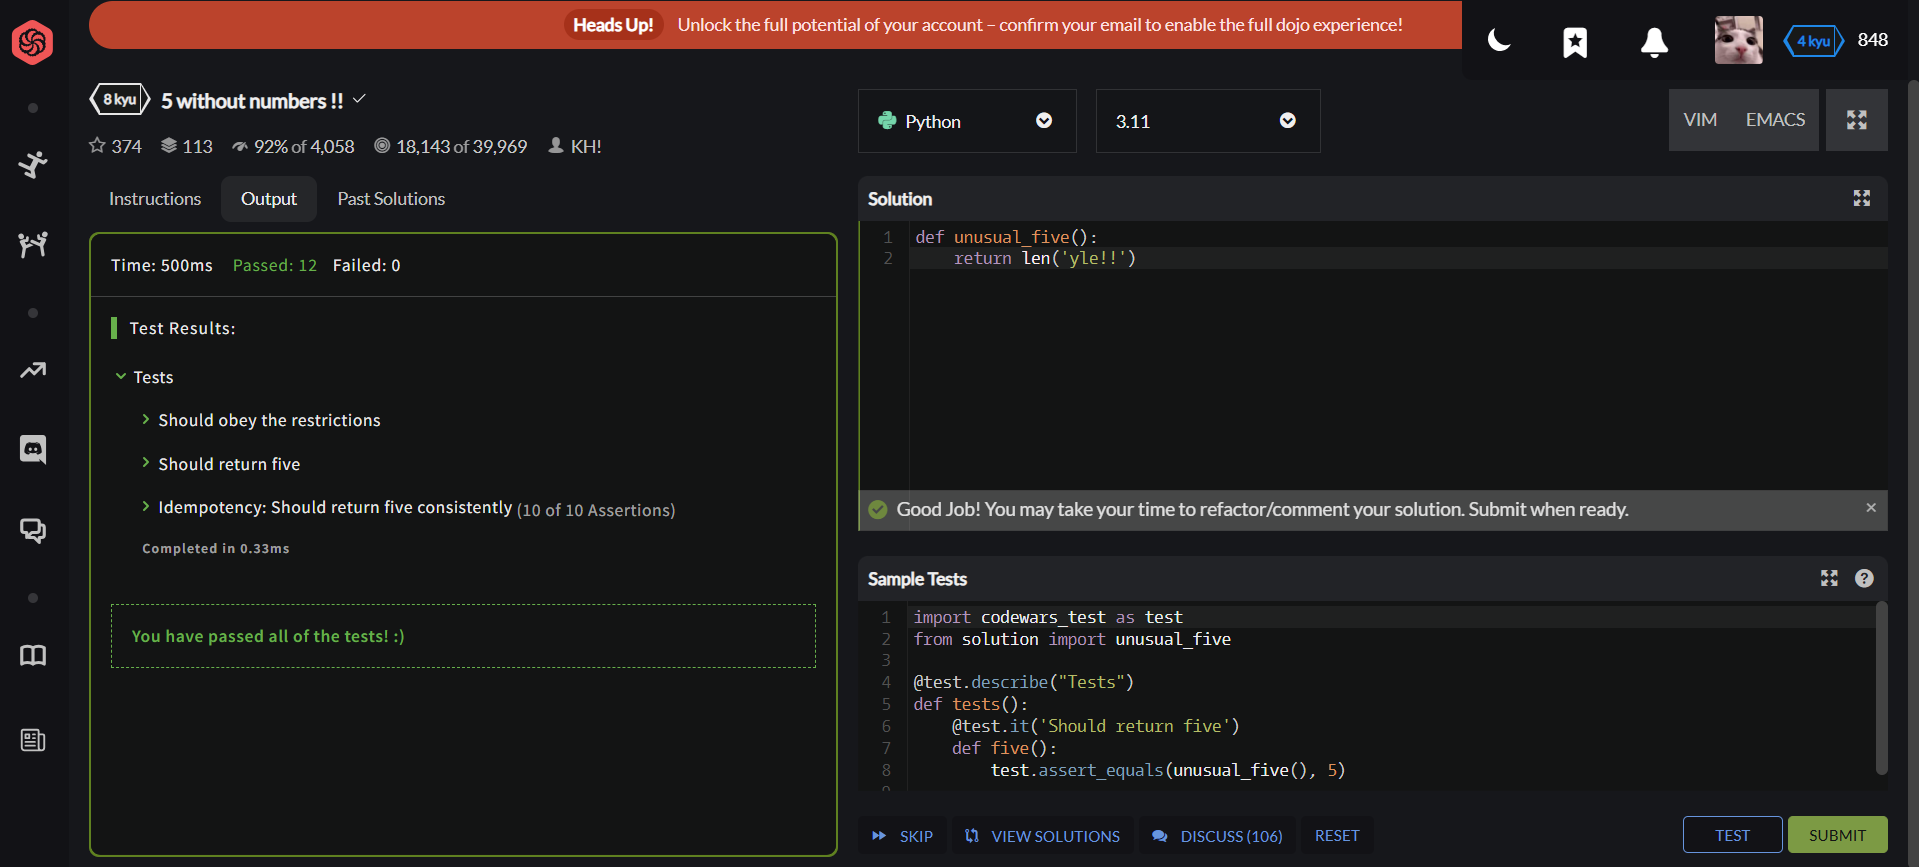 Heads Up! Unlock the full potential of your account – confirm your email to enable the full dojo experience!
4 kyu 848
8 kyu 5 without numbers !!
374 113 92% of 4,058 18,143 of 39,969 KH!
Python 3.11 VIM EMACS
Instructions Output Past Solutions
Time: 500ms Passed: 12 Failed: 0
Test Results:
Tests
Should obey the restrictions
Should return five
Idempotency: Should return five consistently (10 of 10 Assertions)
Completed in 0.33ms
You have passed all of the tests! :)
Solution
1 def unusual_five():
2     return len('yle!!')
Good Job! You may take your time to refactor/comment your solution. Submit when ready. ×
Sample Tests ?
1 import codewars_test as test
2 from solution import unusual_five
3
4 @test.describe("Tests")
5 def tests():
6     @test.it('Should return five')
7     def five():
8         test.assert_equals(unusual_five(), 5)
9
SKIP VIEW SOLUTIONS DISCUSS (106) RESET TEST SUBMIT